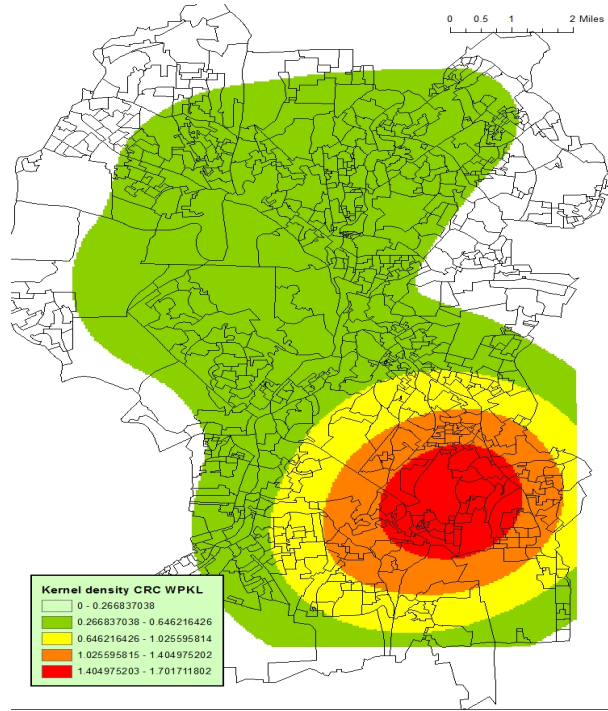 0 0.5 1 2 Miles
Kernel density CRC WPKL
0 - 0.266837038
0.266837038 - 0.646216426
0.646216426 - 1.025595814
1.025595815 - 1.404975202
1.404975203 - 1.701711802